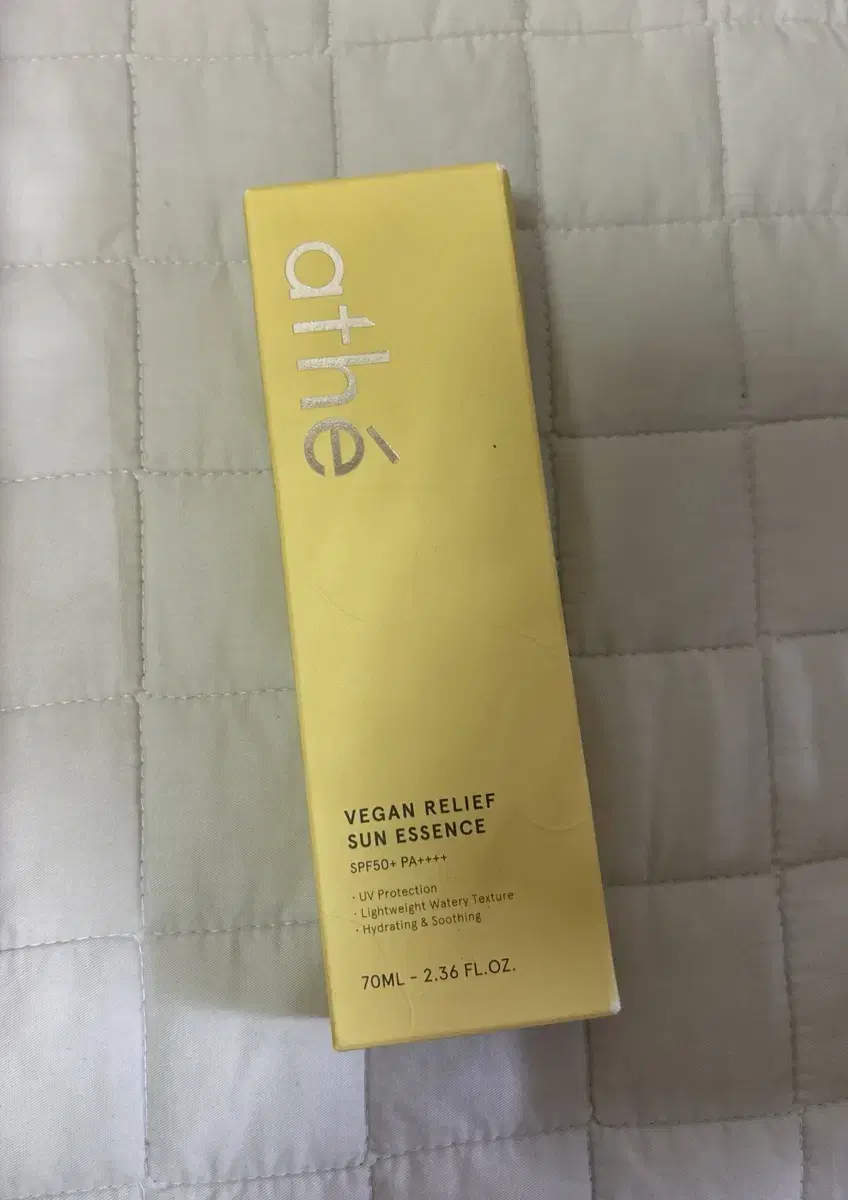 athé
VEGAN RELIEF
SUN ESSENCE
SPF50+ PA++++
· UV Protection
· Lightweight Watery Texture
· Hydrating & Soothing
70ML – 2.36 FL.OZ.